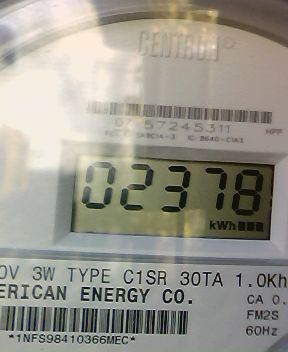 CENTRON®
57245311
HPP
02378
kWh
0V 3W TYPE C1SR 30TA 1.0Kh
ERICAN ENERGY CO.
CA 0.
FM2S
60Hz
*1NFS98410366MEC*